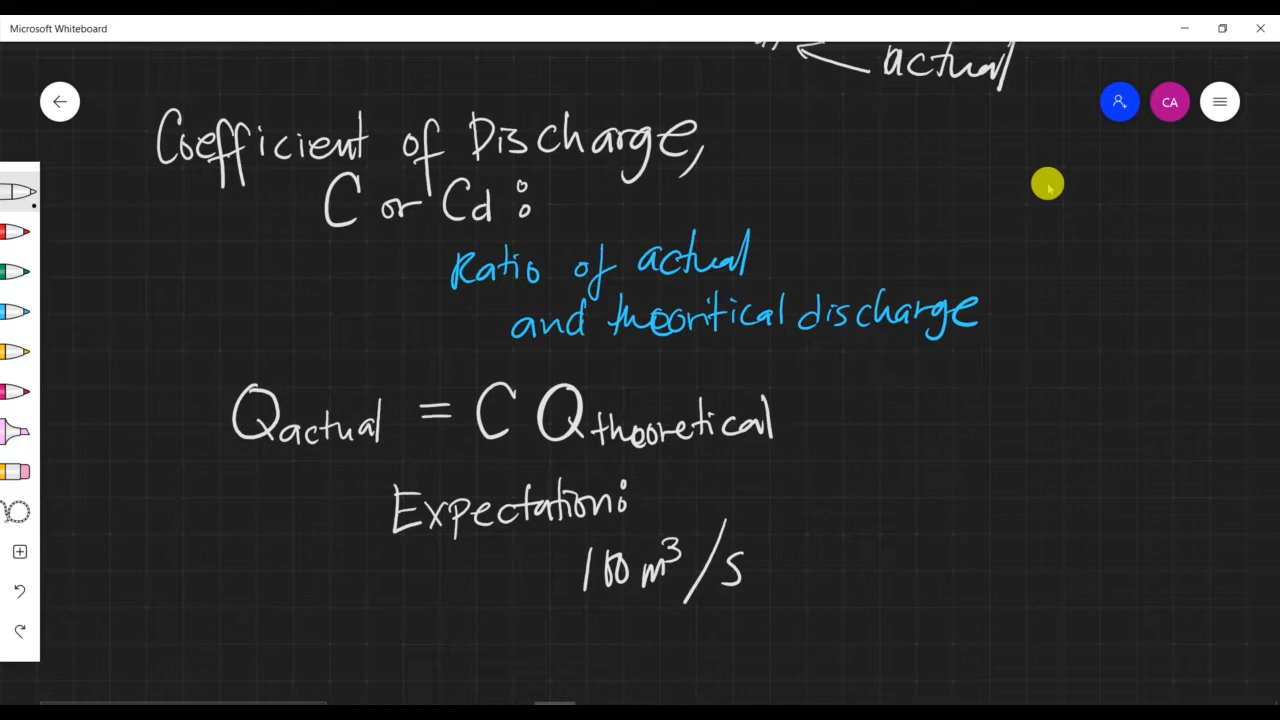 Microsoft Whiteboard
actual
CA
Coefficient of Discharge,
C or Cd :
Ratio of actual
and theoritical discharge
Qactual = C Qtheoretical
Expectation:
100 m³/s